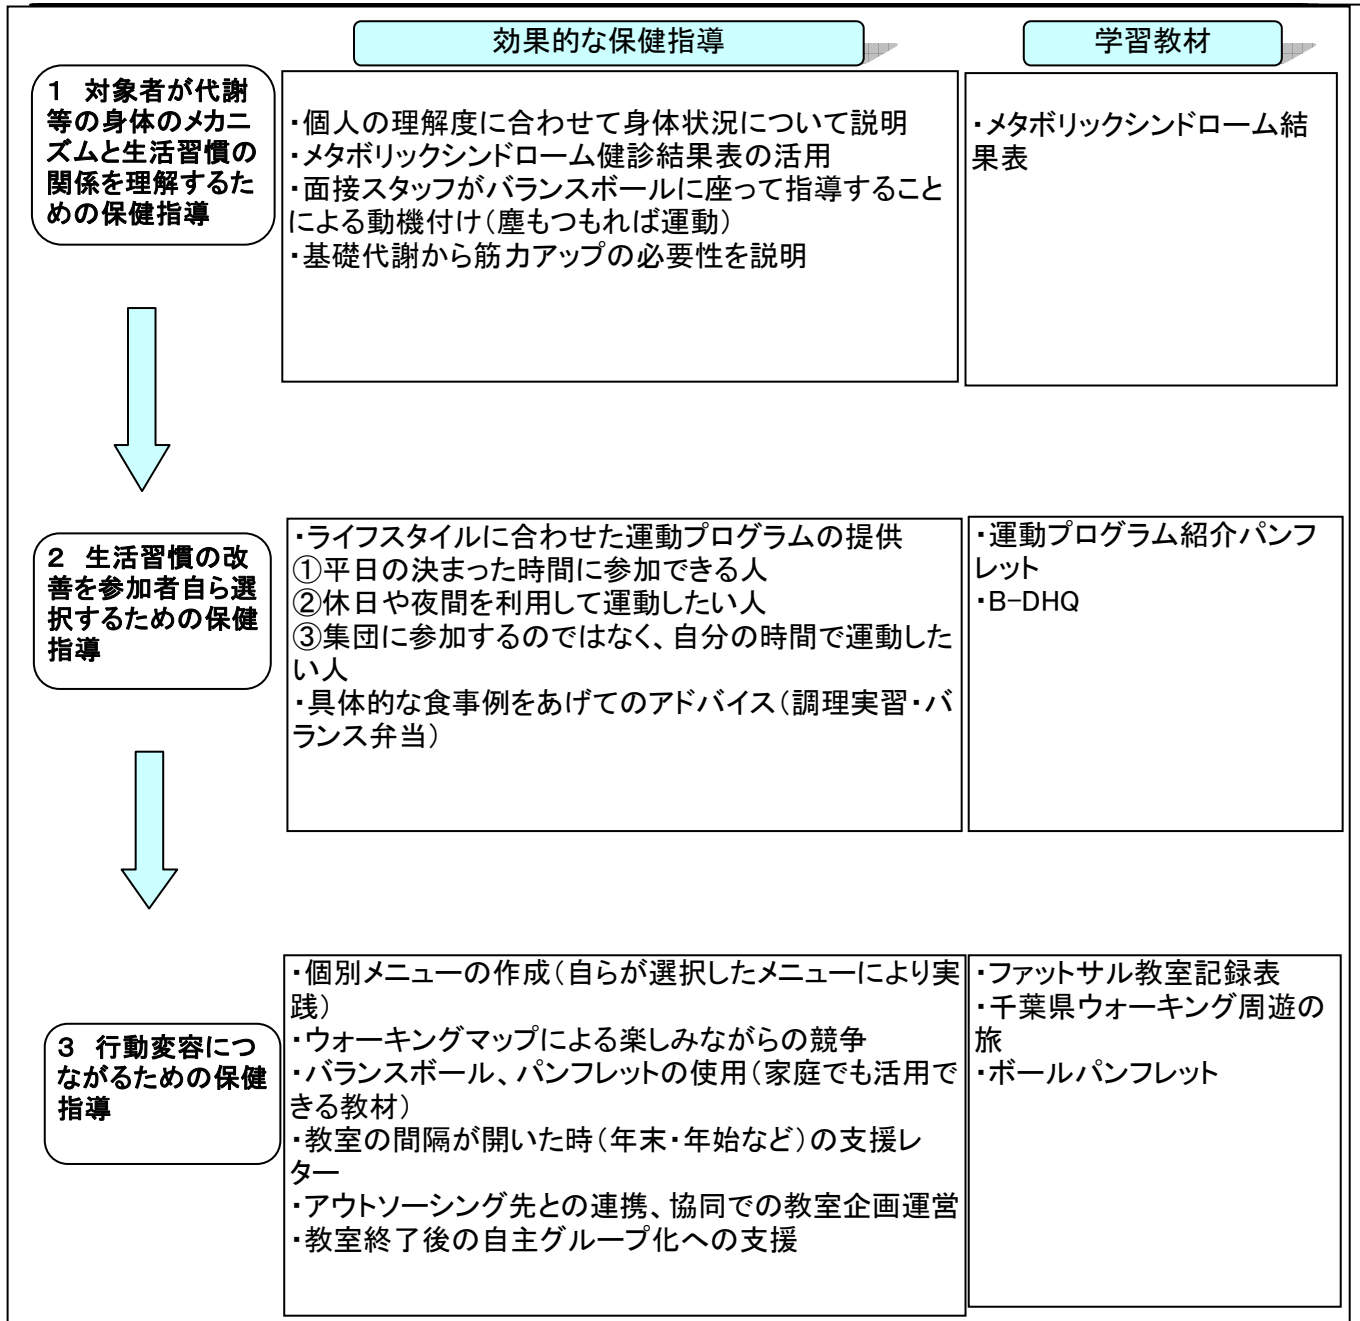 効果的な保健指導
学習教材
1　対象者が代謝
等の身体のメカニ
ズムと生活習慣の
関係を理解するた
めの保健指導
・個人の理解度に合わせて身体状況について説明
・メタボリックシンドローム健診結果表の活用
・面接スタッフがバランスボールに座って指導すること
による動機付け（塵もつもれば運動）
・基礎代謝から筋力アップの必要性を説明
・メタボリックシンドローム結
果表
2　生活習慣の改
善を参加者自ら選
択するための保健
指導
・ライフスタイルに合わせた運動プログラムの提供
①平日の決まった時間に参加できる人
②休日や夜間を利用して運動したい人
③集団に参加するのではなく、自分の時間で運動した
い人
・具体的な食事例をあげてのアドバイス（調理実習・バ
ランス弁当）
・運動プログラム紹介パンフ
レット
・B-DHQ
3　行動変容につ
ながるための保健
指導
・個別メニューの作成（自らが選択したメニューにより実
践）
・ウォーキングマップによる楽しみながらの競争
・バランスボール、パンフレットの使用（家庭でも活用で
きる教材）
・教室の間隔が開いた時（年末・年始など）の支援レ
ター
・アウトソーシング先との連携、協同での教室企画運営
・教室終了後の自主グループ化への支援
・ファットサル教室記録表
・千葉県ウォーキング周遊の
旅
・ボールパンフレット